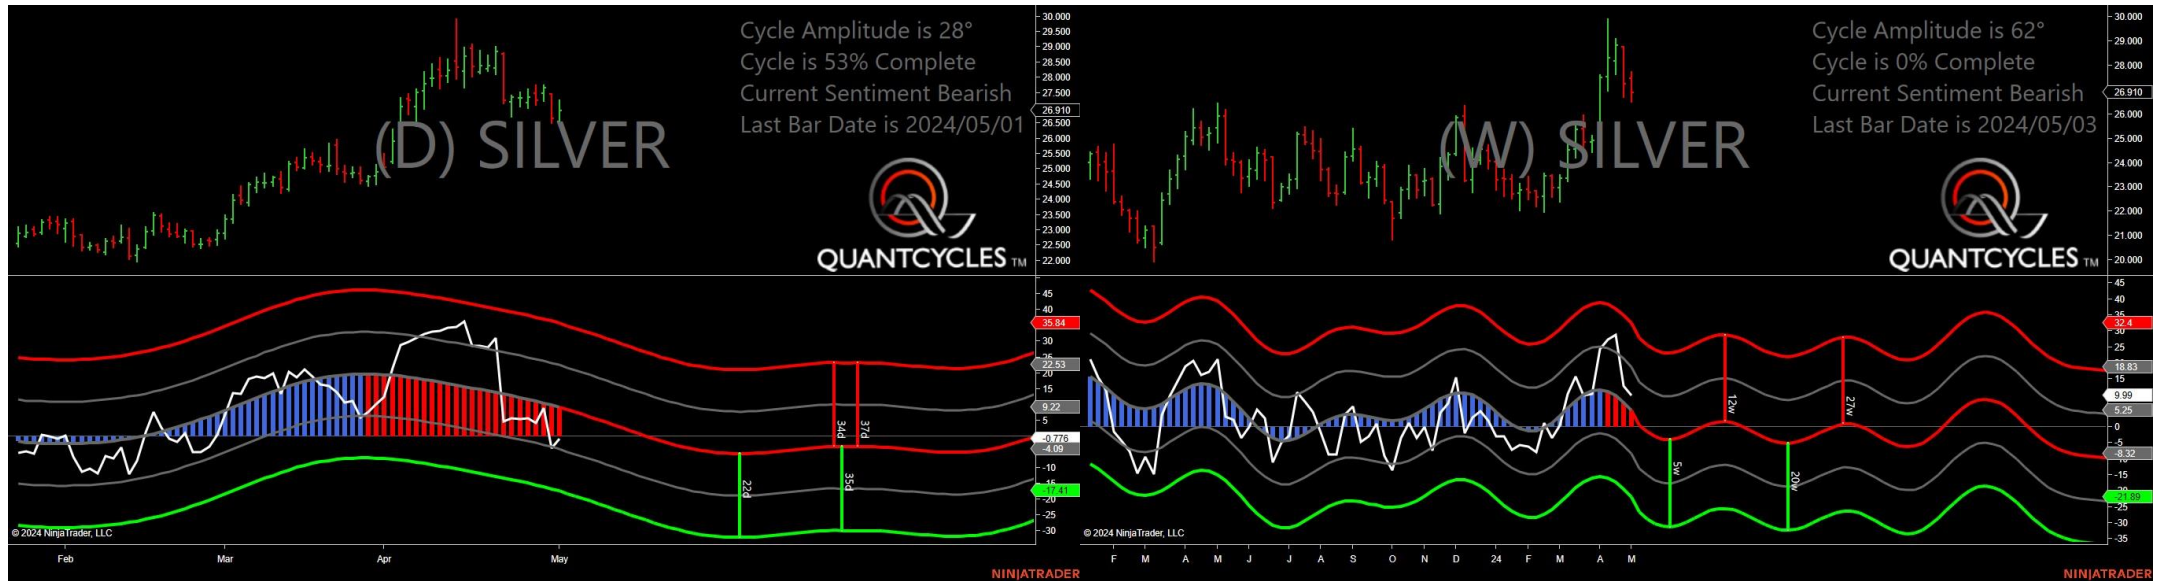 Cycle Amplitude is 28°
Cycle is 53% Complete
Current Sentiment Bearish
Last Bar Date is 2024/05/01
(D) SILVER
QUANTCYCLES TM
30.000
29.500
29.000
28.500
28.000
27.500
26.910
26.500
26.000
25.500
25.000
24.500
24.000
23.500
23.000
22.500
22.000
45
40
35.84
30
22.53
20
15
9.22
5
-0.776
-4.09
-10
-17.41
-20
-25
-30
34d
37d
22d
35d
© 2024 NinjaTrader, LLC
Feb Mar Apr May
NINJATRADER
Cycle Amplitude is 62°
Cycle is 0% Complete
Current Sentiment Bearish
Last Bar Date is 2024/05/03
(W) SILVER
QUANTCYCLES TM
30.000
29.000
28.000
26.910
26.000
25.000
24.000
23.000
22.000
21.000
20.000
45
40
32.4
30
25
18.83
15
9.99
5.25
0
-5
-8.32
-15
-21.89
-30
-35
12w
27w
5w
20w
© 2024 NinjaTrader, LLC
F M A M J J A S O N D 24 F M A M
NINJATRADER